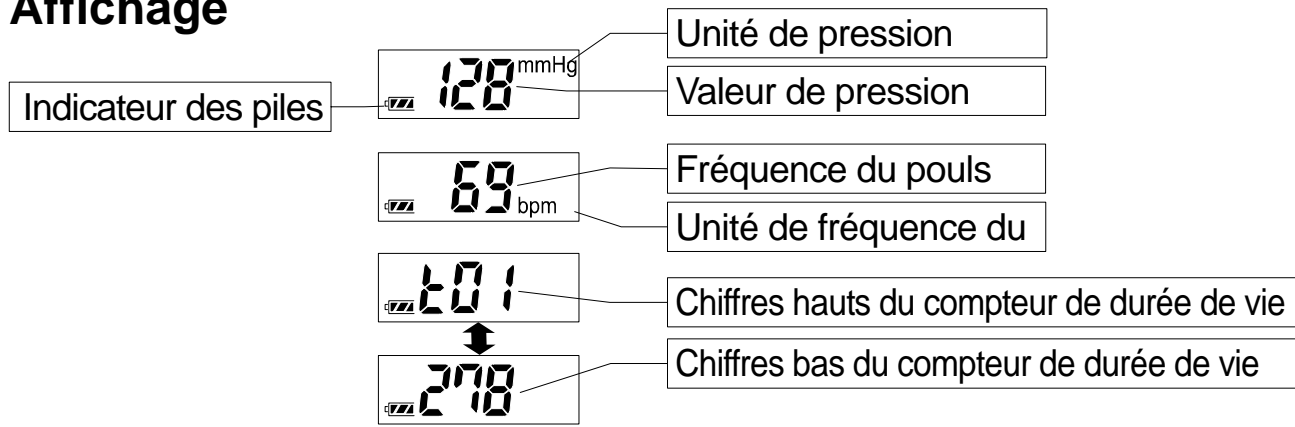 Affichage
Unité de pression
128 mmHg
Indicateur des piles
Valeur de pression
Fréquence du pouls
69 bpm
Unité de fréquence du
t01
Chiffres hauts du compteur de durée de vie
278
Chiffres bas du compteur de durée de vie